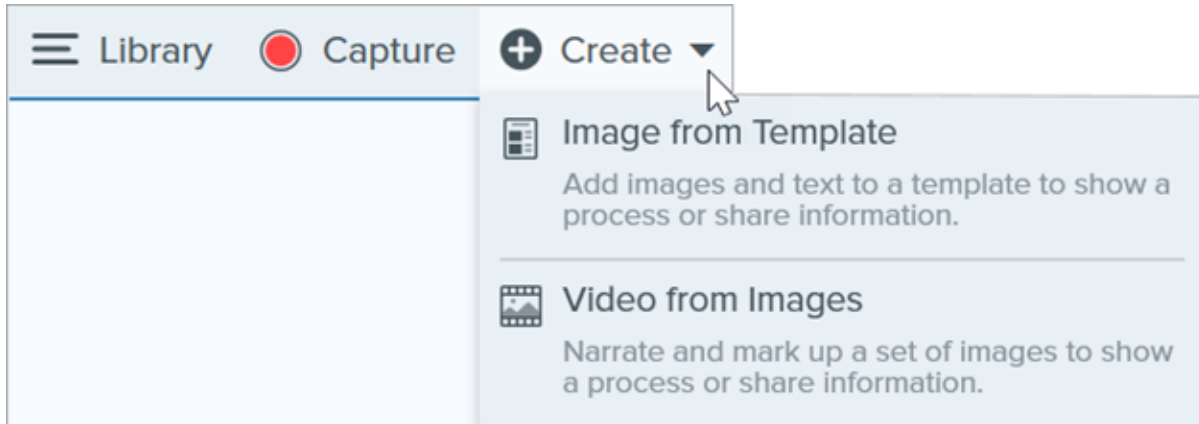 Library Capture Create
Image from Template
Add images and text to a template to show a
process or share information.
Video from Images
Narrate and mark up a set of images to show
a process or share information.